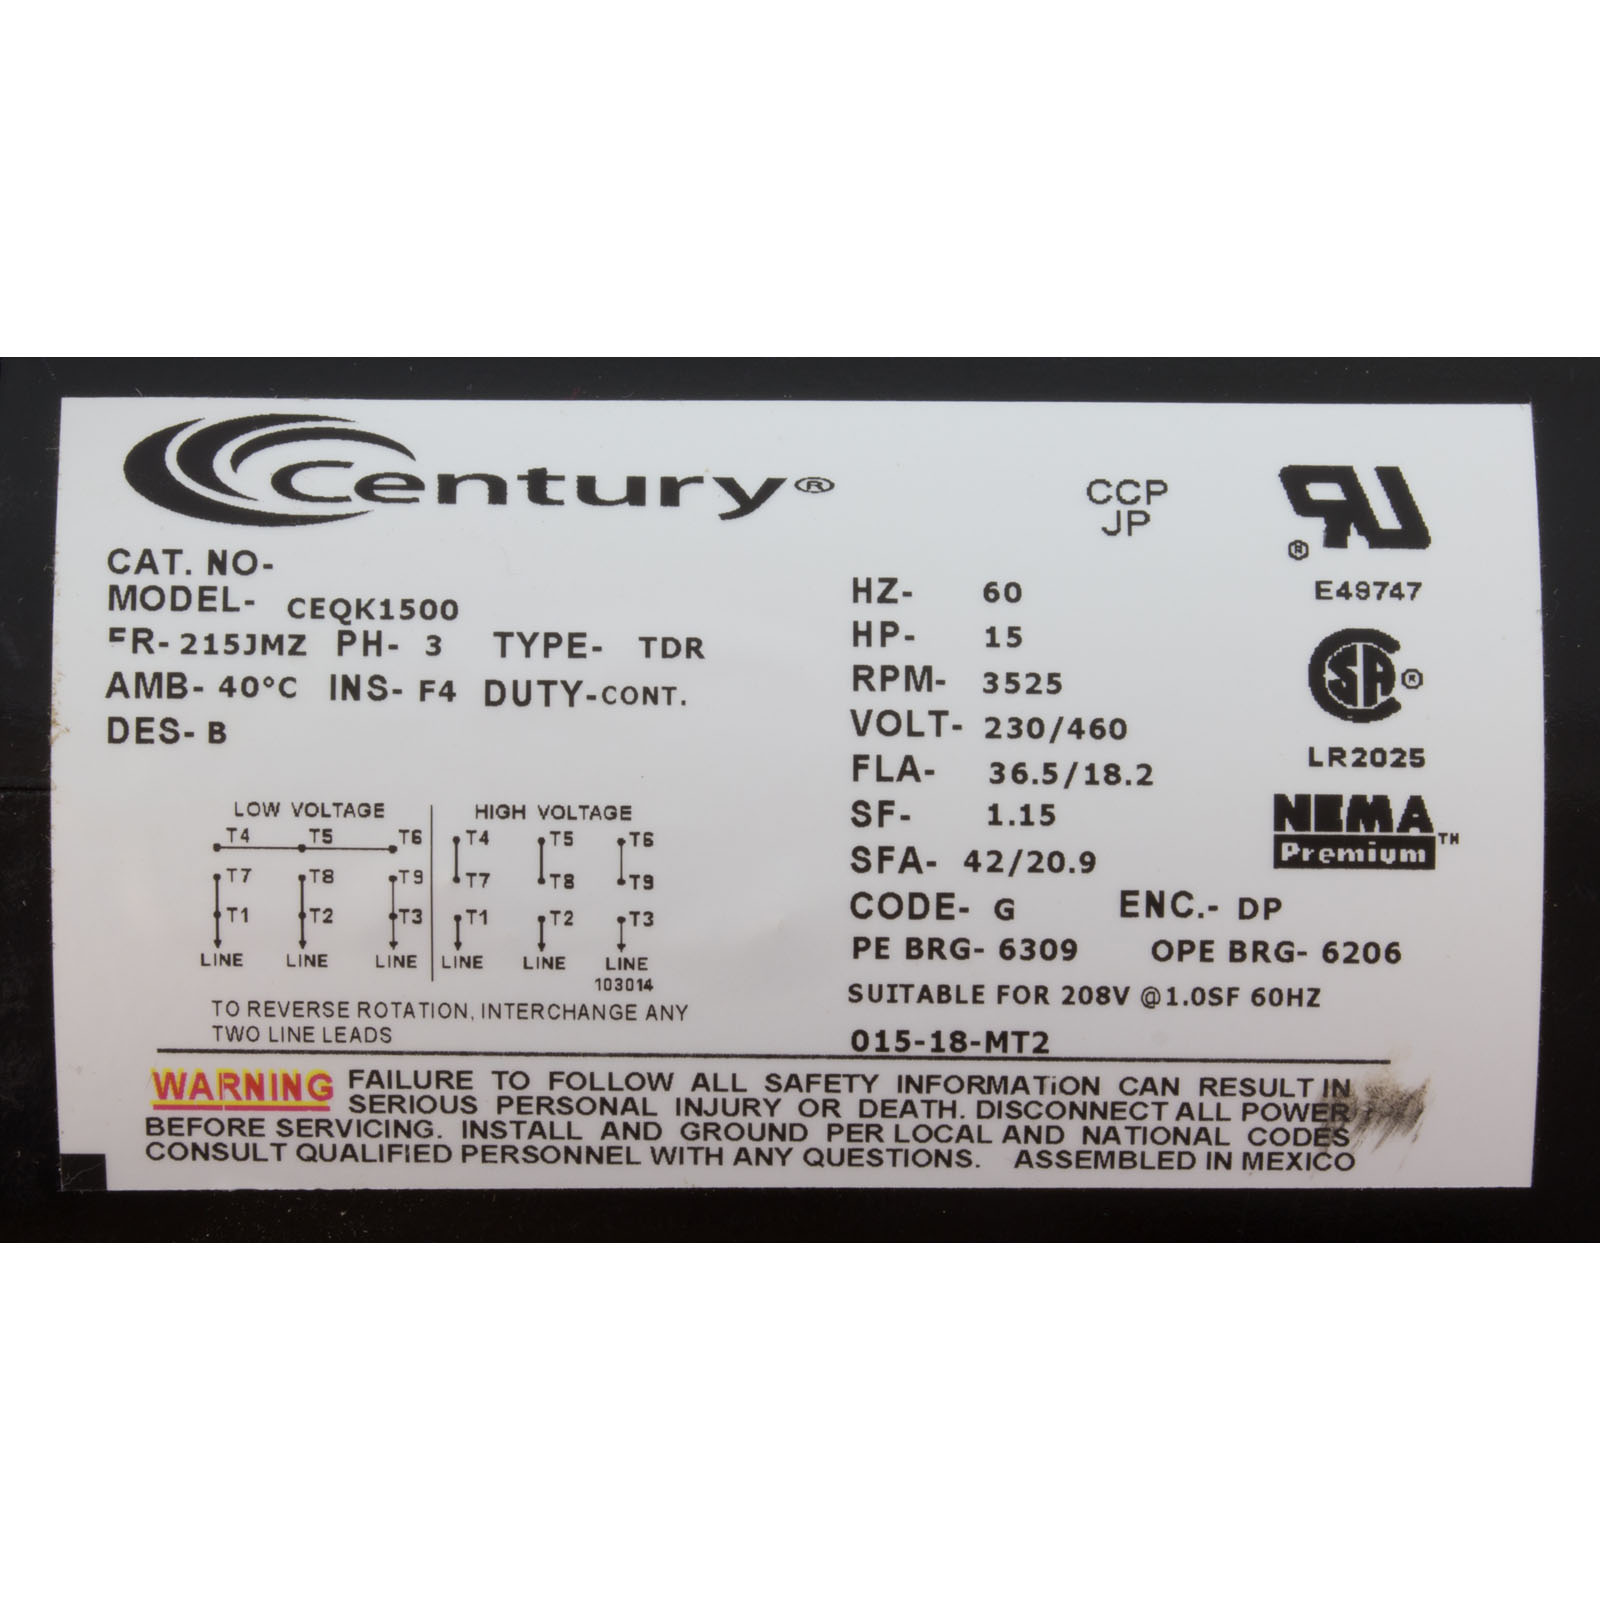 Century®
CCP
JP
E49747
LR2025
NEMA
Premium™
CAT. NO-
MODEL- CEQK1500
FR- 215JMZ PH- 3 TYPE- TDR
AMB- 40°C INS- F4 DUTY-CONT.
DES- B
HZ- 60
HP- 15
RPM- 3525
VOLT- 230/460
FLA- 36.5/18.2
SF- 1.15
SFA- 42/20.9
CODE- G ENC.- DP
PE BRG- 6309 OPE BRG- 6206
SUITABLE FOR 208V @1.0SF 60HZ
015-18-MT2
LOW VOLTAGE HIGH VOLTAGE
T4 T5 T6 T4 T5 T6
T7 T8 T9 T7 T8 T9
T1 T2 T3 T1 T2 T3
LINE LINE LINE LINE LINE LINE
103014
TO REVERSE ROTATION, INTERCHANGE ANY
TWO LINE LEADS
WARNING FAILURE TO FOLLOW ALL SAFETY INFORMATION CAN RESULT IN
SERIOUS PERSONAL INJURY OR DEATH. DISCONNECT ALL POWER
BEFORE SERVICING. INSTALL AND GROUND PER LOCAL AND NATIONAL CODES
CONSULT QUALIFIED PERSONNEL WITH ANY QUESTIONS. ASSEMBLED IN MEXICO